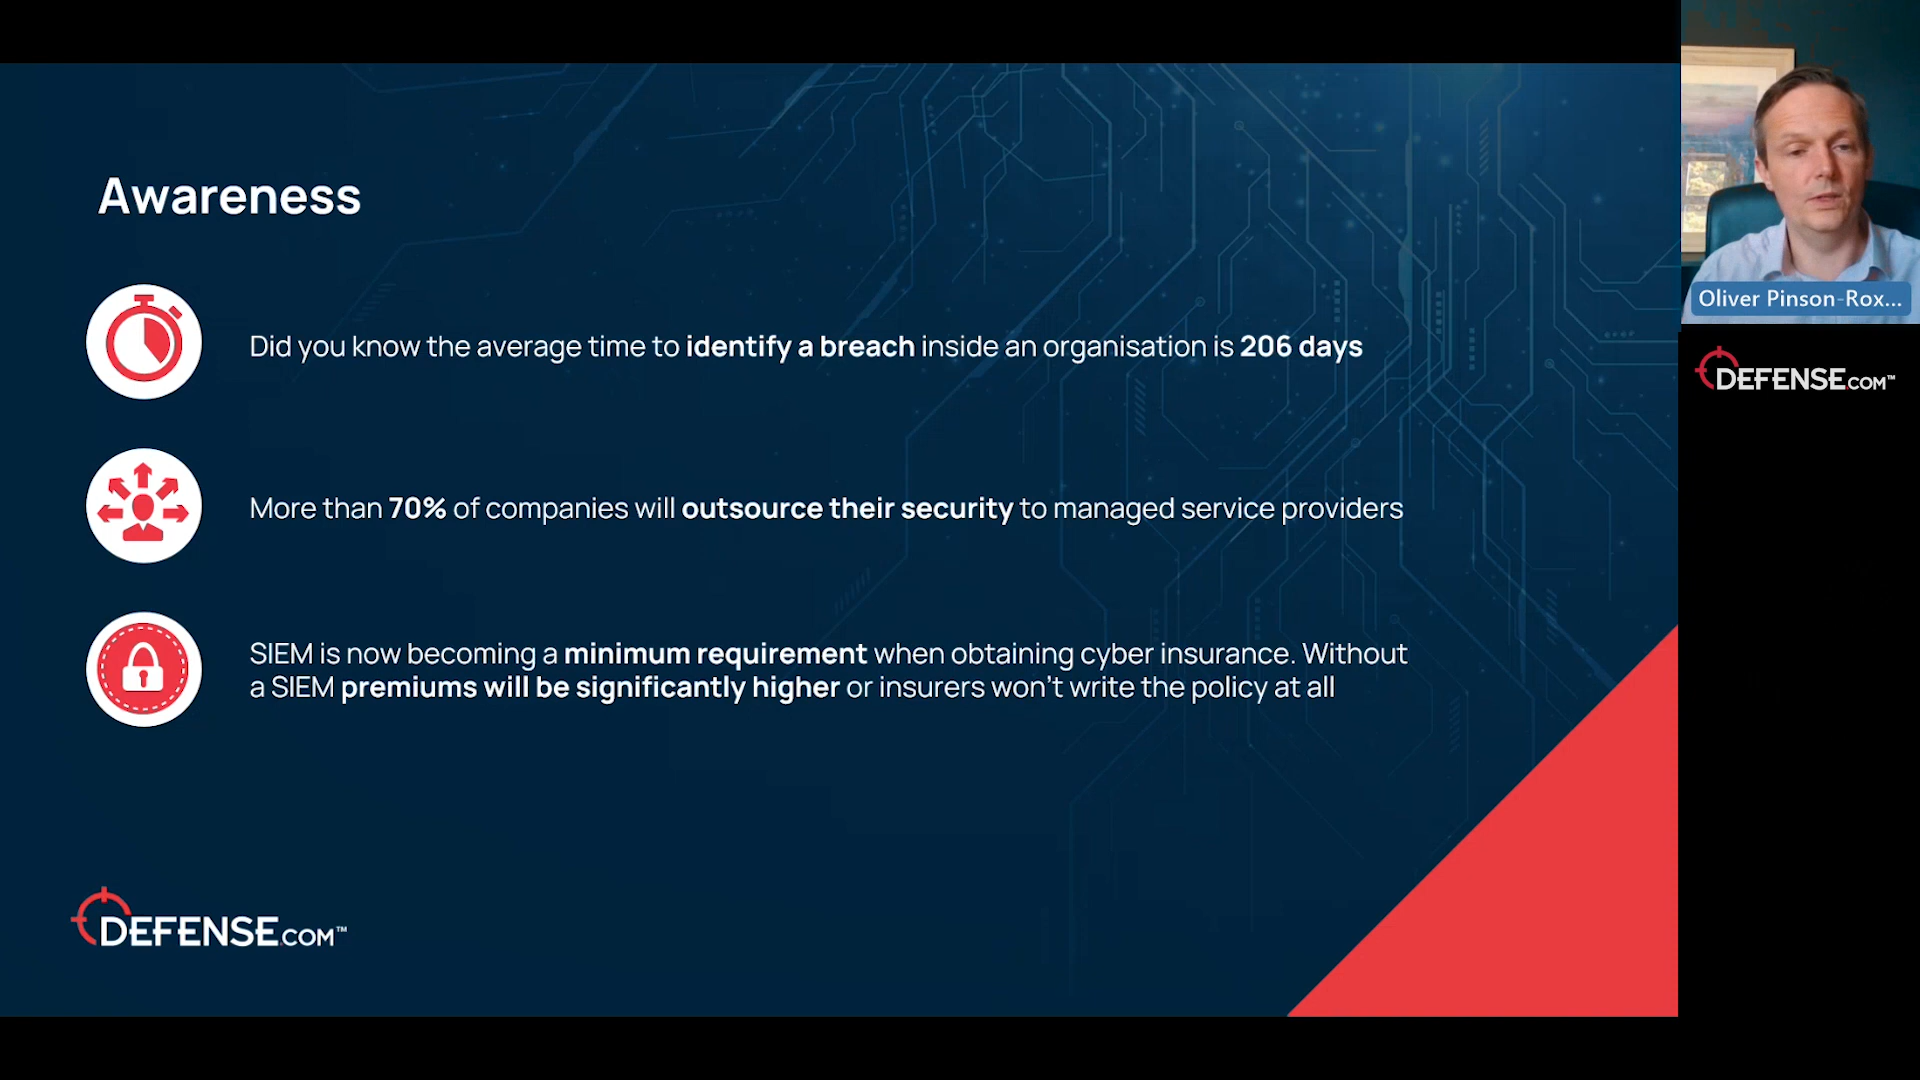 Awareness
Did you know the average time to identify a breach inside an organisation is 206 days
More than 70% of companies will outsource their security to managed service providers
SIEM is now becoming a minimum requirement when obtaining cyber insurance. Without
a SIEM premiums will be significantly higher or insurers won't write the policy at all
DEFENSE.COM™
Oliver Pinson-Rox...
DEFENSE.COM™